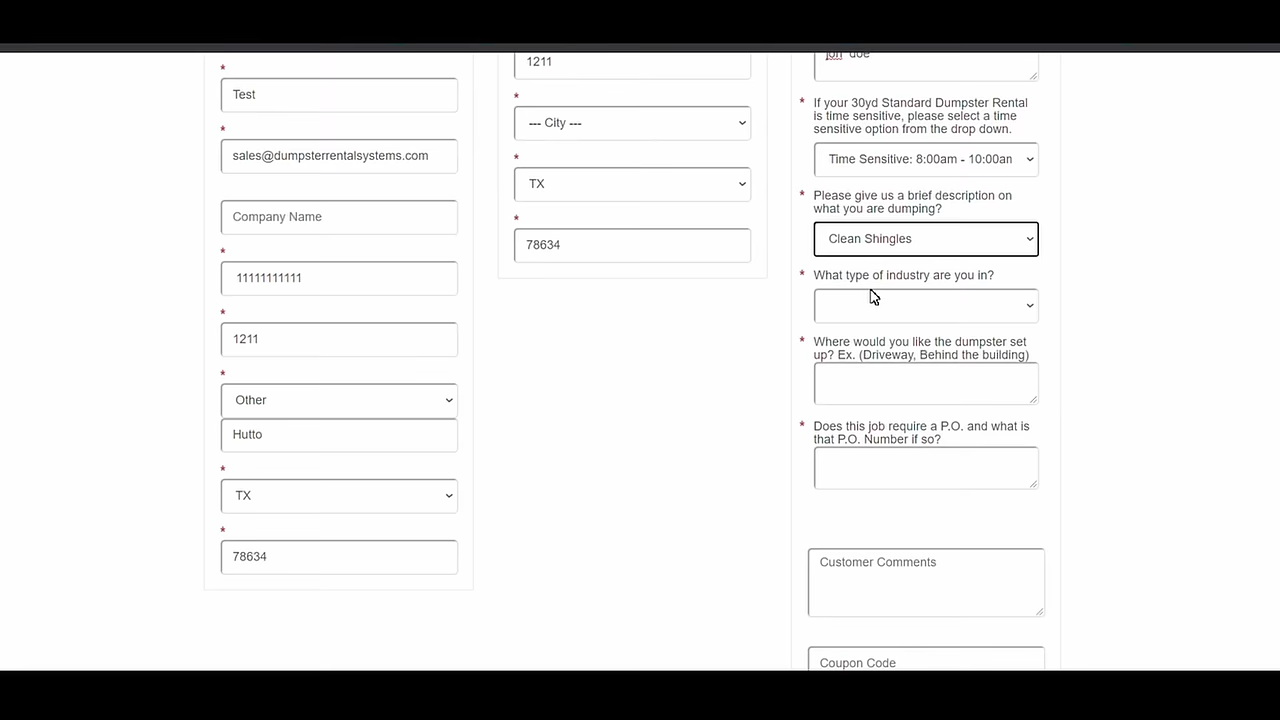 *
Test
*
sales@dumpsterrentalsystems.com
Company Name
*
11111111111
*
1211
*
Other
Hutto
*
TX
*
78634
1211
*
--- City ---
*
TX
*
78634
jon doe
* If your 30yd Standard Dumpster Rental
is time sensitive, please select a time
sensitive option from the drop down.
Time Sensitive: 8:00am - 10:00an
* Please give us a brief description on
what you are dumping?
Clean Shingles
* What type of industry are you in?
* Where would you like the dumpster set
up? Ex. (Driveway, Behind the building)
* Does this job require a P.O. and what is
that P.O. Number if so?
Customer Comments
Coupon Code